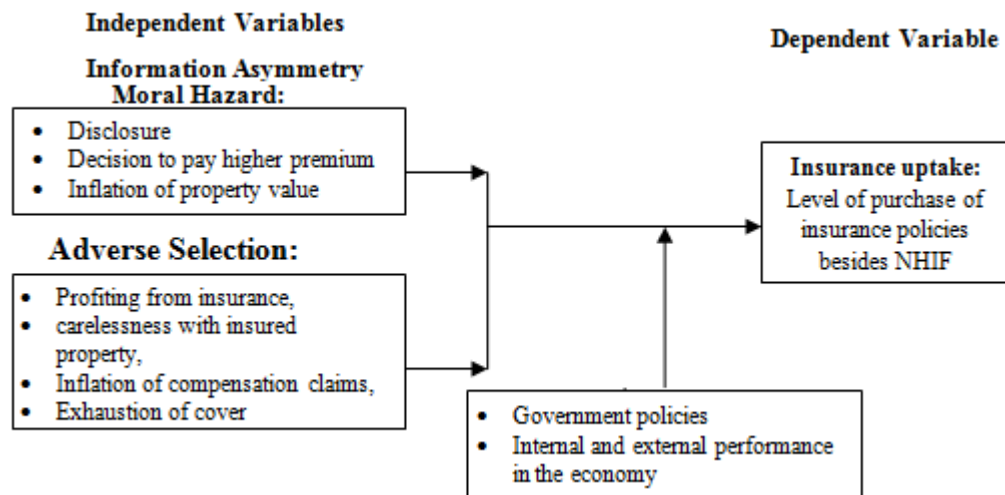 Independent Variables
Dependent Variable
Information Asymmetry
Moral Hazard:
• Disclosure
• Decision to pay higher premium
• Inflation of property value
Insurance uptake:
Level of purchase of
insurance policies
besides NHIF
Adverse Selection:
• Profiting from insurance,
• carelessness with insured
property,
• Inflation of compensation claims,
• Exhaustion of cover
• Government policies
• Internal and external performance
in the economy